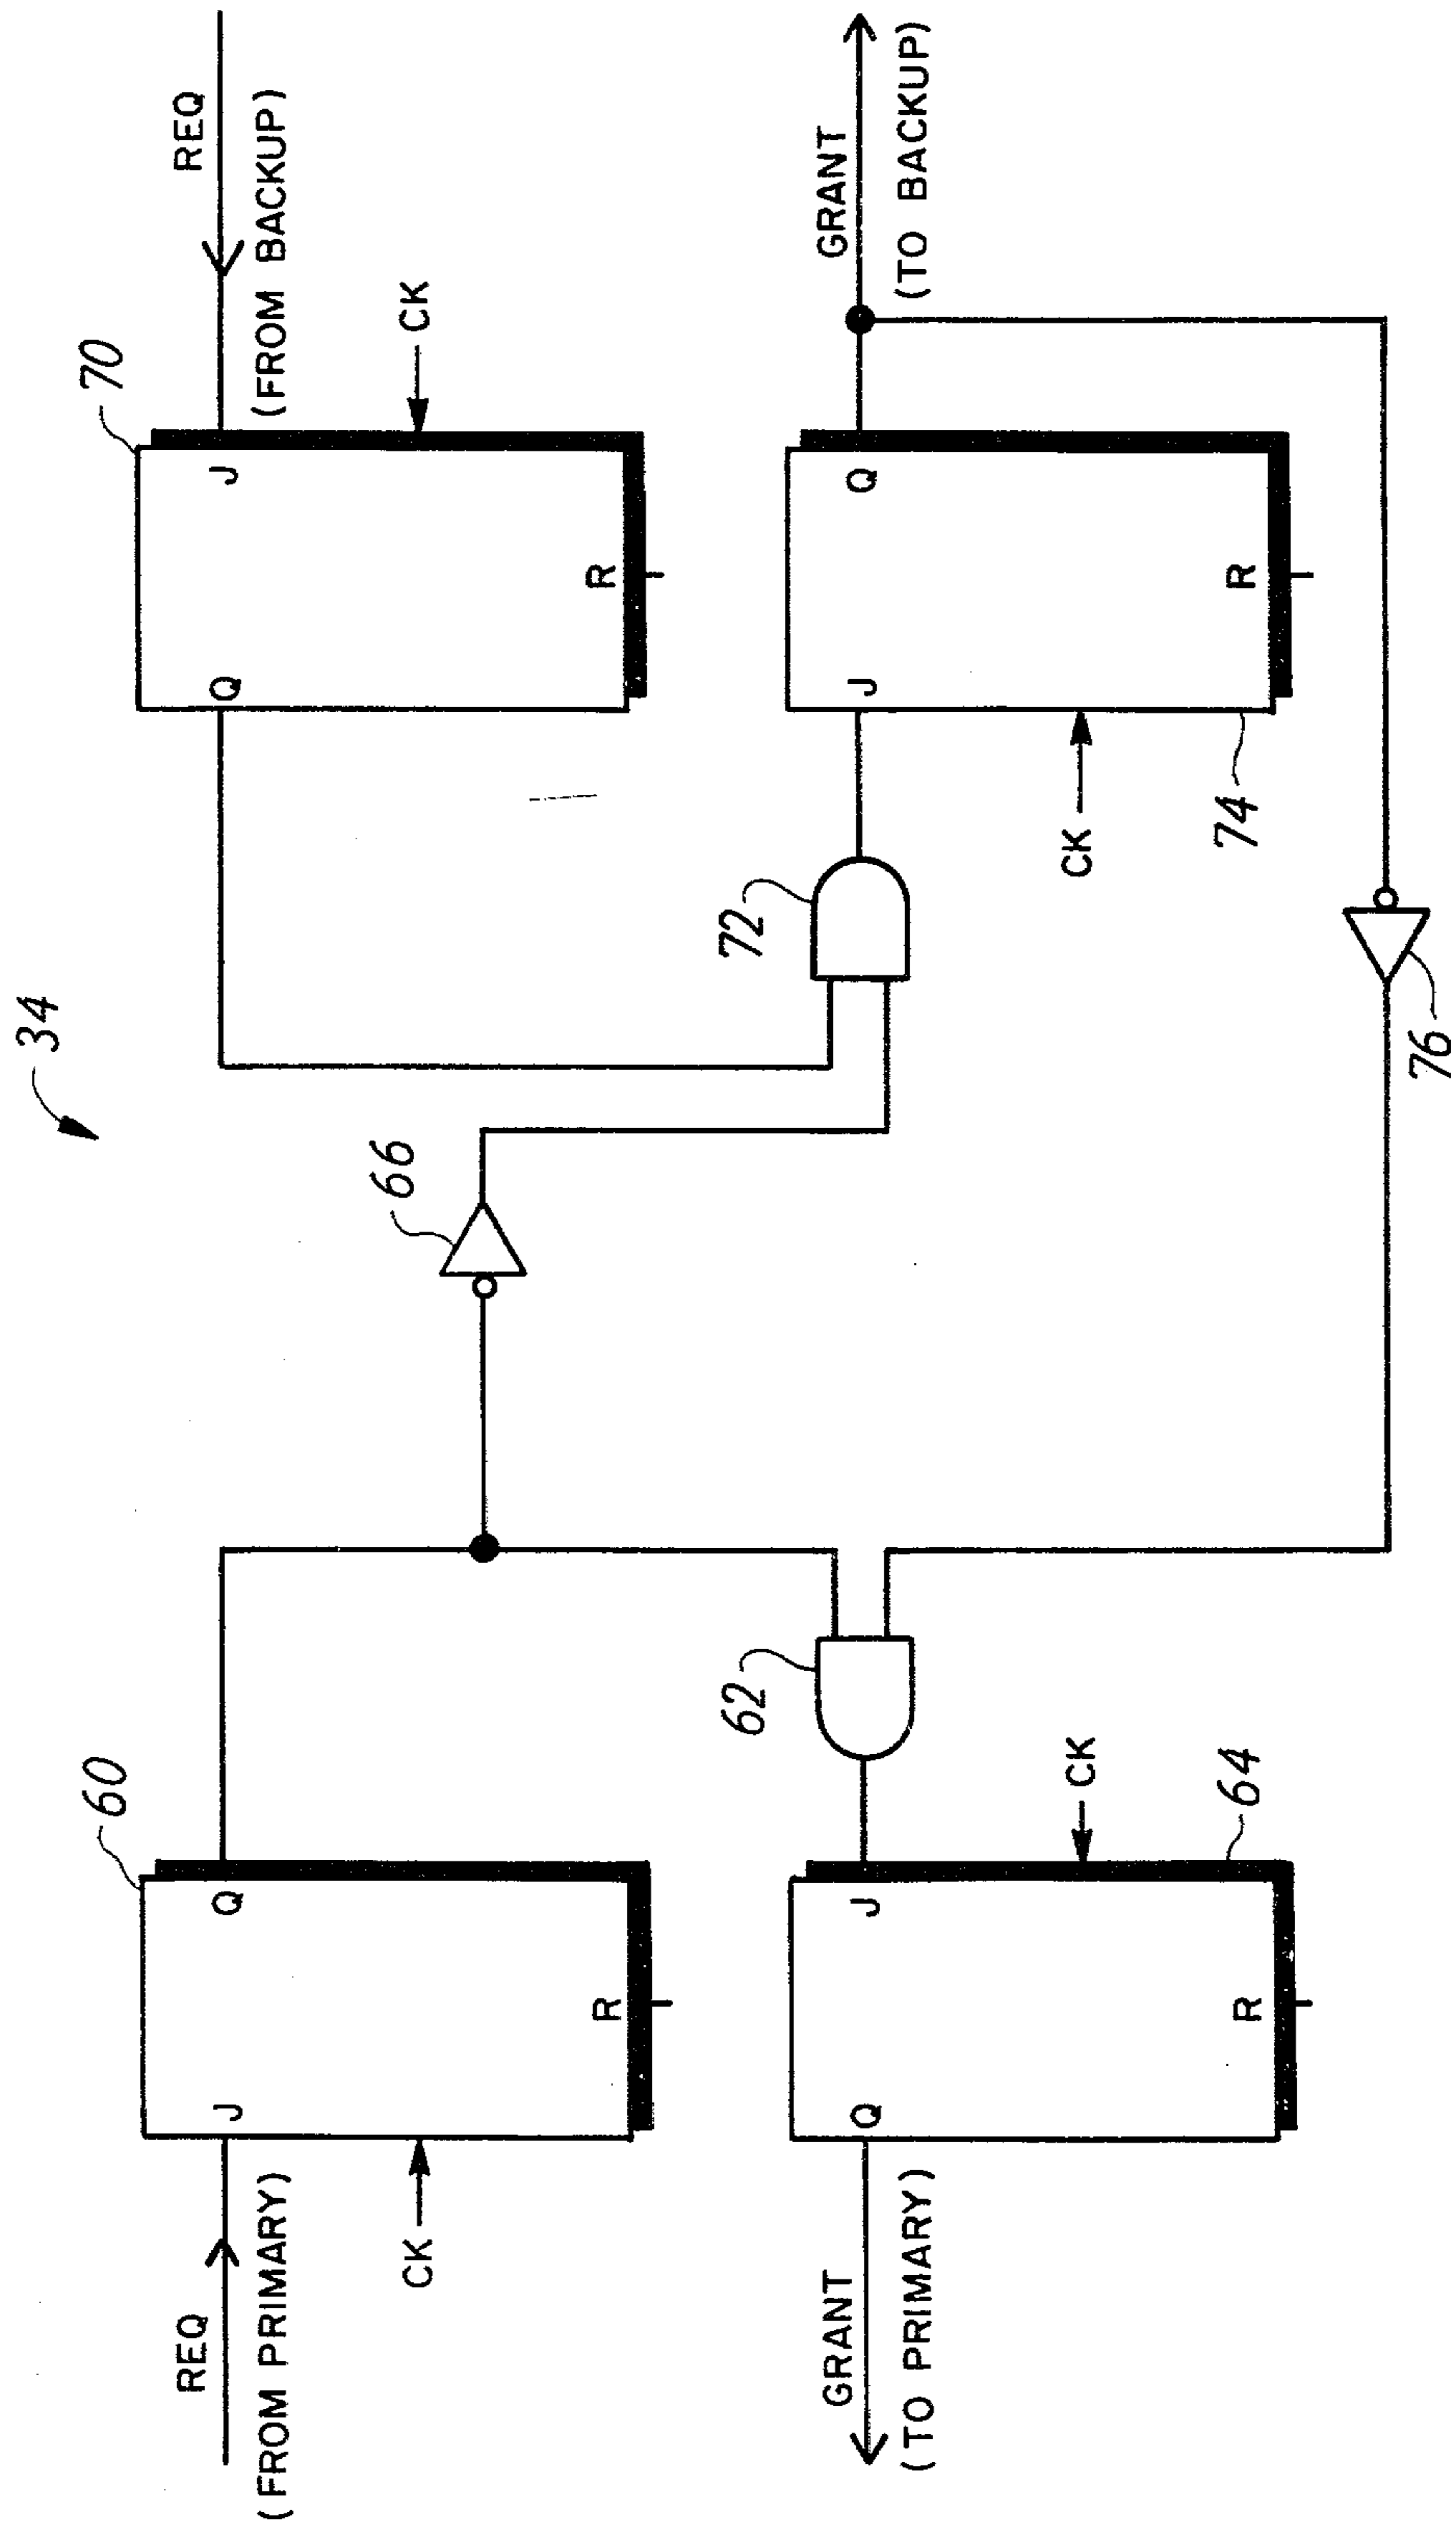 34
REQ
(FROM PRIMARY)
60
J
Q
CK
R
66
70
Q
J
R
REQ
(FROM BACKUP)
CK
GRANT
(TO PRIMARY)
Q
J
R
CK
64
62
72
J
Q
R
CK
74
GRANT
(TO BACKUP)
76